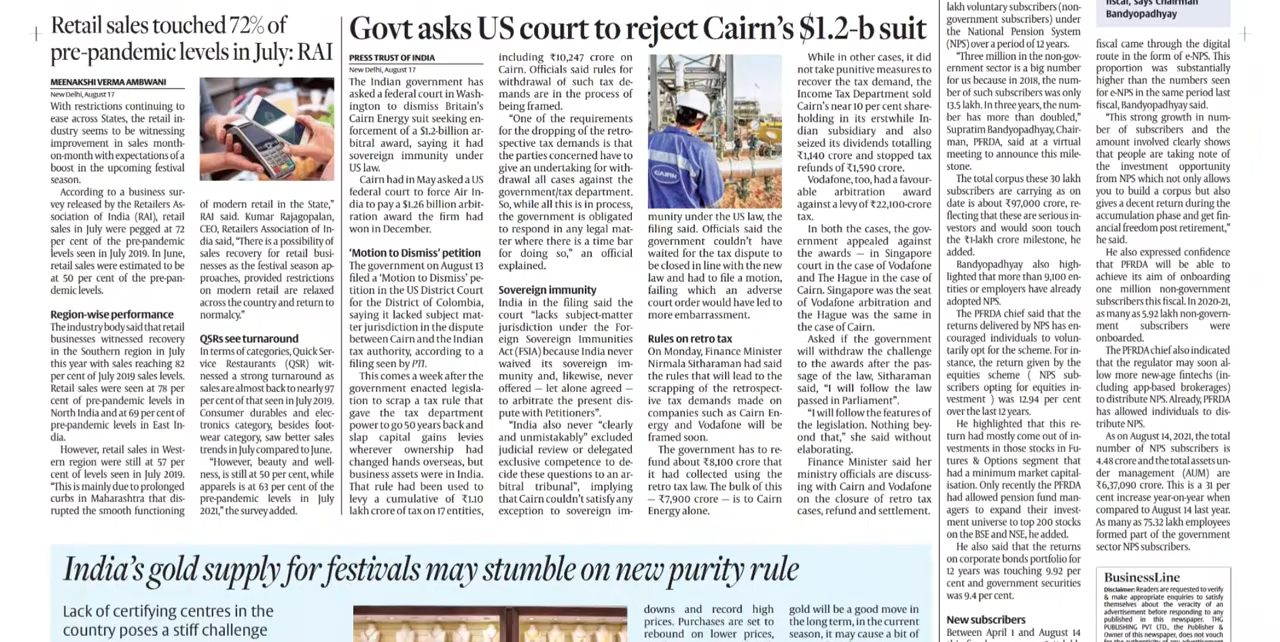 Retail sales touched 72% of
pre-pandemic levels in July: RAI
MEENAKSHI VERMA AMBWANI
New Delhi, August 17
With restrictions continuing to
ease across States, the retail in-
dustry seems to be witnessing
improvement in sales month-
on-month with expectations of a
boost in the upcoming festival
season.
According to a business sur-
vey released by the Retailers As-
sociation of India (RAI), retail
sales in July were pegged at 72
per cent of the pre-pandemic
levels seen in July 2019. In June,
retail sales were estimated to be
at 50 per cent of the pre-pan-
demic levels.
Region-wise performance
The industry body said that retail
businesses witnessed recovery
in the Southern region in July
this year with sales reaching 82
per cent of July 2019 sales levels.
Retail sales were seen at 78 per
cent of pre-pandemic levels in
North India and at 69 per cent of
pre-pandemic levels in East In-
dia.
However, retail sales in West-
ern region were still at 57 per
cent of levels seen in July 2019.
"This is mainly due to prolonged
curbs in Maharashtra that dis-
rupted the smooth functioning
of modern retail in the State,"
RAI said. Kumar Rajagopalan,
CEO, Retailers Association of In-
dia said, "There is a possibility of
sales recovery for retail busi-
nesses as the festival season ap-
proaches, provided restrictions
on modern retail are relaxed
across the country and return to
normalcy."
QSRs see turnaround
In terms of categories, Quick Ser-
vice Restaurants (QSR) wit-
nessed a strong turnaround as
sales are almost back to nearly 97
per cent of that seen in July 2019.
Consumer durables and elec-
tronics category, besides foot-
wear category, saw better sales
trends in July compared to June.
"However, beauty and well-
ness, is still at 50 per cent, while
apparels is at 63 per cent of the
pre-pandemic levels in July
2021," the survey added.
Govt asks US court to reject Cairn's $1.2-b suit
PRESS TRUST OF INDIA
New Delhi, August 17
The Indian government has
asked a federal court in Wash-
ington to dismiss Britain's
Cairn Energy suit seeking en-
forcement of a $1.2-billion ar-
bitral award, saying it had
sovereign immunity under
US law.
Cairn had in May asked a US
federal court to force Air In-
dia to pay a $1.26 billion arbit-
ration award the firm had
won in December.
'Motion to Dismiss' petition
The government on August 13
filed a 'Motion to Dismiss' pe-
tition in the US District Court
for the District of Colombia,
saying it lacked subject mat-
ter jurisdiction in the dispute
between Cairn and the Indian
tax authority, according to a
filing seen by PTI.
This comes a week after the
government enacted legisla-
tion to scrap a tax rule that
gave the tax department
power to go 50 years back and
slap capital gains levies
wherever ownership had
changed hands overseas, but
business assets were in India.
That rule had been used to
levy a cumulative of ₹1.10
lakh crore of tax on 17 entities,
including ₹10,247 crore on
Cairn. Officials said rules for
withdrawal of such tax de-
mands are in the process of
being framed.
"One of the requirements
for the dropping of the retro-
spective tax demands is that
the parties concerned have to
give an undertaking for with-
drawal all cases against the
government/tax department.
So, while all this is in process,
the government is obligated
to respond in any legal mat-
ter where there is a time bar
for doing so," an official
explained.
Sovereign immunity
India in the filing said the
court "lacks subject-matter
jurisdiction under the For-
eign Sovereign Immunities
Act (FSIA) because India never
waived its sovereign im-
munity and, likewise, never
offered — let alone agreed —
to arbitrate the present dis-
pute with Petitioners".
"India also never "clearly
and unmistakably" excluded
judicial review or delegated
exclusive competence to de-
cide these questions to an ar-
bitral tribunal", implying
that Cairn couldn't satisfy any
exception to sovereign im-
CAIRN
munity under the US law, the
filing said. Officials said the
government couldn't have
waited for the tax dispute to
be closed in line with the new
law and had to file a motion,
failing which an adverse
court order would have led to
more embarrassment.
Rules on retro tax
On Monday, Finance Minister
Nirmala Sitharaman had said
the rules that will lead to the
scrapping of the retrospect-
ive tax demands made on
companies such as Cairn En-
ergy and Vodafone will be
framed soon.
The government has to re-
fund about ₹8,100 crore that
it had collected using the
retro tax law. The bulk of this
— ₹7,900 crore — is to Cairn
Energy alone.
While in other cases, it did
not take punitive measures to
recover the tax demand, the
Income Tax Department sold
Cairn's near 10 per cent share-
holding in its erstwhile In-
dian subsidiary and also
seized its dividends totalling
₹1,140 crore and stopped tax
refunds of ₹1,590 crore.
Vodafone, too, had a favour-
able arbitration award
against a levy of ₹22,100-crore
tax.
In both the cases, the gov-
ernment appealed against
the awards — in Singapore
court in the case of Vodafone
and The Hague in the case of
Cairn. Singapore was the seat
of Vodafone arbitration and
the Hague was the same in
the case of Cairn.
Asked if the government
will withdraw the challenge
to the awards after the pas-
sage of the law, Sitharaman
said, "I will follow the law
passed in Parliament".
"I will follow the features of
the legislation. Nothing bey-
ond that," she said without
elaborating.
Finance Minister said her
ministry officials are discuss-
ing with Cairn and Vodafone
on the closure of retro tax
cases, refund and settlement.
lakh voluntary subscribers (non-
government subscribers) under
the National Pension System
(NPS) over a period of 12 years.
"Three million in the non-gov-
ernment sector is a big number
for us because in 2018, the num-
ber of such subscribers was only
13.5 lakh. In three years, the num-
ber has more than doubled,"
Supratim Bandyopadhyay, Chair-
man, PFRDA, said at a virtual
meeting to announce this mile-
stone.
The total corpus these 30 lakh
subscribers are carrying as on
date is about ₹97,000 crore, re-
flecting that these are serious in-
vestors and would soon touch
the ₹1-lakh crore milestone, he
added.
Bandyopadhyay also high-
lighted that more than 9,100 en-
tities or employers have already
adopted NPS.
The PFRDA chief said that the
returns delivered by NPS has en-
couraged individuals to volun-
tarily opt for the scheme. For in-
stance, the return given by the
equities scheme ( NPS sub-
scribers opting for equities in-
vestment ) was 12.94 per cent
over the last 12 years.
He highlighted that this re-
turn had mostly come out of in-
vestments in those stocks in Fu-
tures & Options segment that
had a minimum market capital-
isation. Only recently the PFRDA
had allowed pension fund man-
agers to expand their invest-
ment universe to top 200 stocks
on the BSE and NSE, he added.
He also said that the returns
on corporate bonds portfolio for
12 years was touching 9.92 per
cent and government securities
was 9.4 per cent.
New subscribers
Between April 1 and August 14
fiscal, says Chairman
Bandyopadhyay
fiscal came through the digital
route in the form of e-NPS. This
proportion was substantially
higher than the numbers seen
for e-NPS in the same period last
fiscal, Bandyopadhyay said.
"This strong growth in num-
ber of subscribers and the
amount involved clearly shows
that people are taking note of
the investment opportunity
from NPS which not only allows
you to build a corpus but also
gives a decent return during the
accumulation phase and get fin-
ancial freedom post retirement,"
he said.
He also expressed confidence
that PFRDA will be able to
achieve its aim of onboarding
one million non-government
subscribers this fiscal. In 2020-21,
as many as 5.92 lakh non-govern-
ment subscribers were
onboarded.
The PFRDA chief also indicated
that the regulator may soon al-
low more new-age fintechs (in-
cluding app-based brokerages)
to distribute NPS. Already, PFRDA
has allowed individuals to dis-
tribute NPS.
As on August 14, 2021, the total
number of NPS subscribers is
4.48 crore and the total assets un-
der management (AUM) are
₹6,37,090 crore. This is a 31 per
cent increase year-on-year when
compared to August 14 last year.
As many as 75.32 lakh employees
formed part of the government
sector NPS subscribers.
BusinessLine
Disclaimer: Readers are requested to verify
& make appropriate enquiries to satisfy
themselves about the veracity of an
advertisement before responding to any
published in this newspaper. THG
PUBLISHING PVT LTD., the Publisher &
Owner of this newspaper, does not vouch
India's gold supply for festivals may stumble on new purity rule
Lack of certifying centres in the
country poses a stiff challenge
downs and record high
prices. Purchases are set to
rebound on lower prices,
gold will be a good move in
the long term, in the current
season, it may cause a bit of